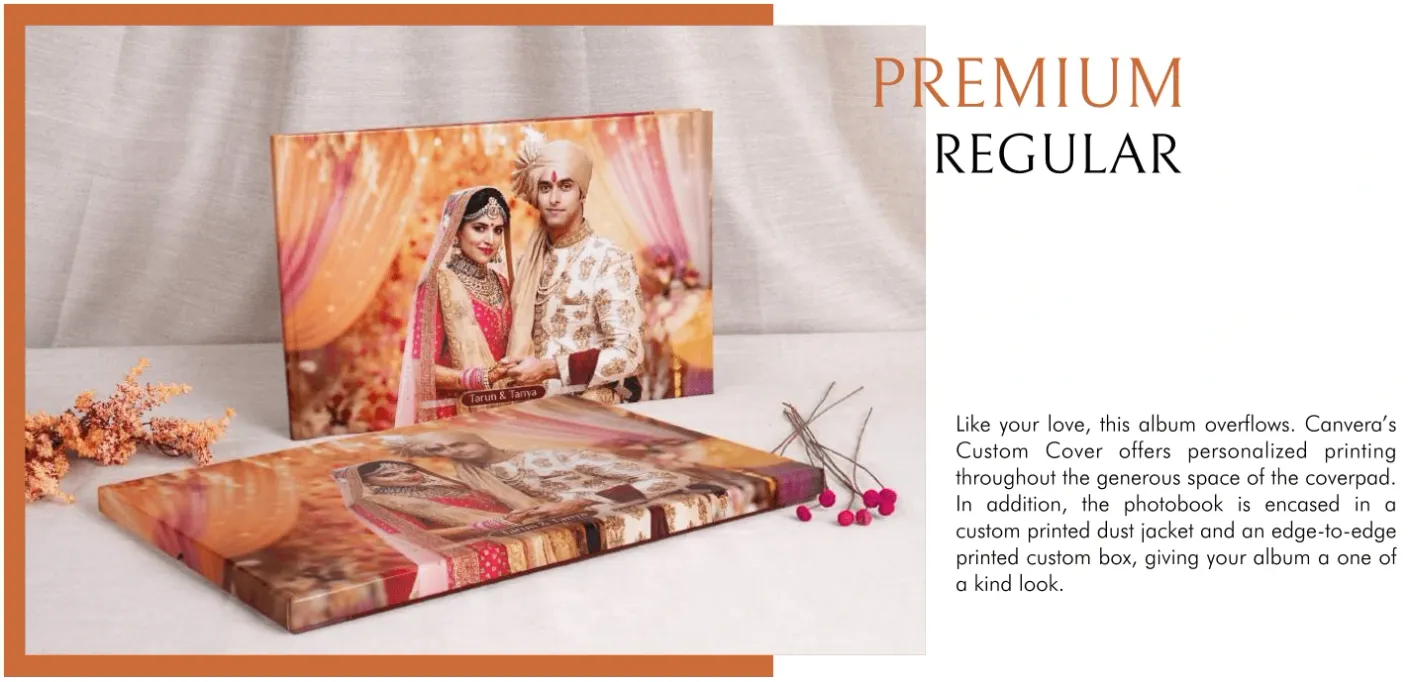 PREMIUM
REGULAR
Tarun & Tanya
Like your love, this album overflows. Canvera’s
Custom Cover offers personalized printing
throughout the generous space of the coverpad.
In addition, the photobook is encased in a
custom printed dust jacket and an edge-to-edge
printed custom box, giving your album a one of
a kind look.